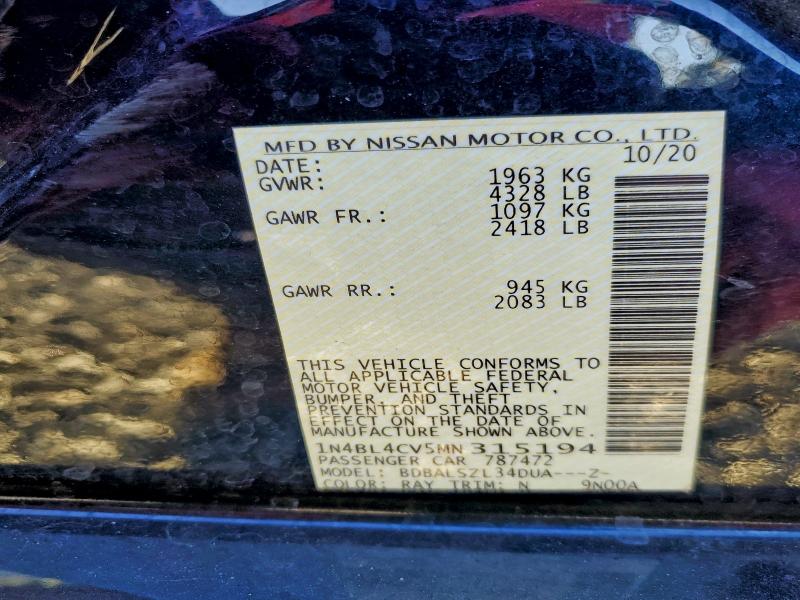 MFD BY NISSAN MOTOR CO., LTD.
DATE: 10/20
GVWR: 1963 KG
4328 LB
GAWR FR.: 1097 KG
2418 LB
GAWR RR.: 945 KG
2083 LB
THIS VEHICLE CONFORMS TO
ALL APPLICABLE FEDERAL
MOTOR VEHICLE SAFETY,
BUMPER, AND THEFT
PREVENTION STANDARDS IN
EFFECT ON THE DATE OF
MANUFACTURE SHOWN ABOVE.
1N4BL4CV5MN315194
PASSENGER CAR 787472
MODEL: BDBALSZL34DUA---Z-
COLOR: RAY TRIM: N 9N00A